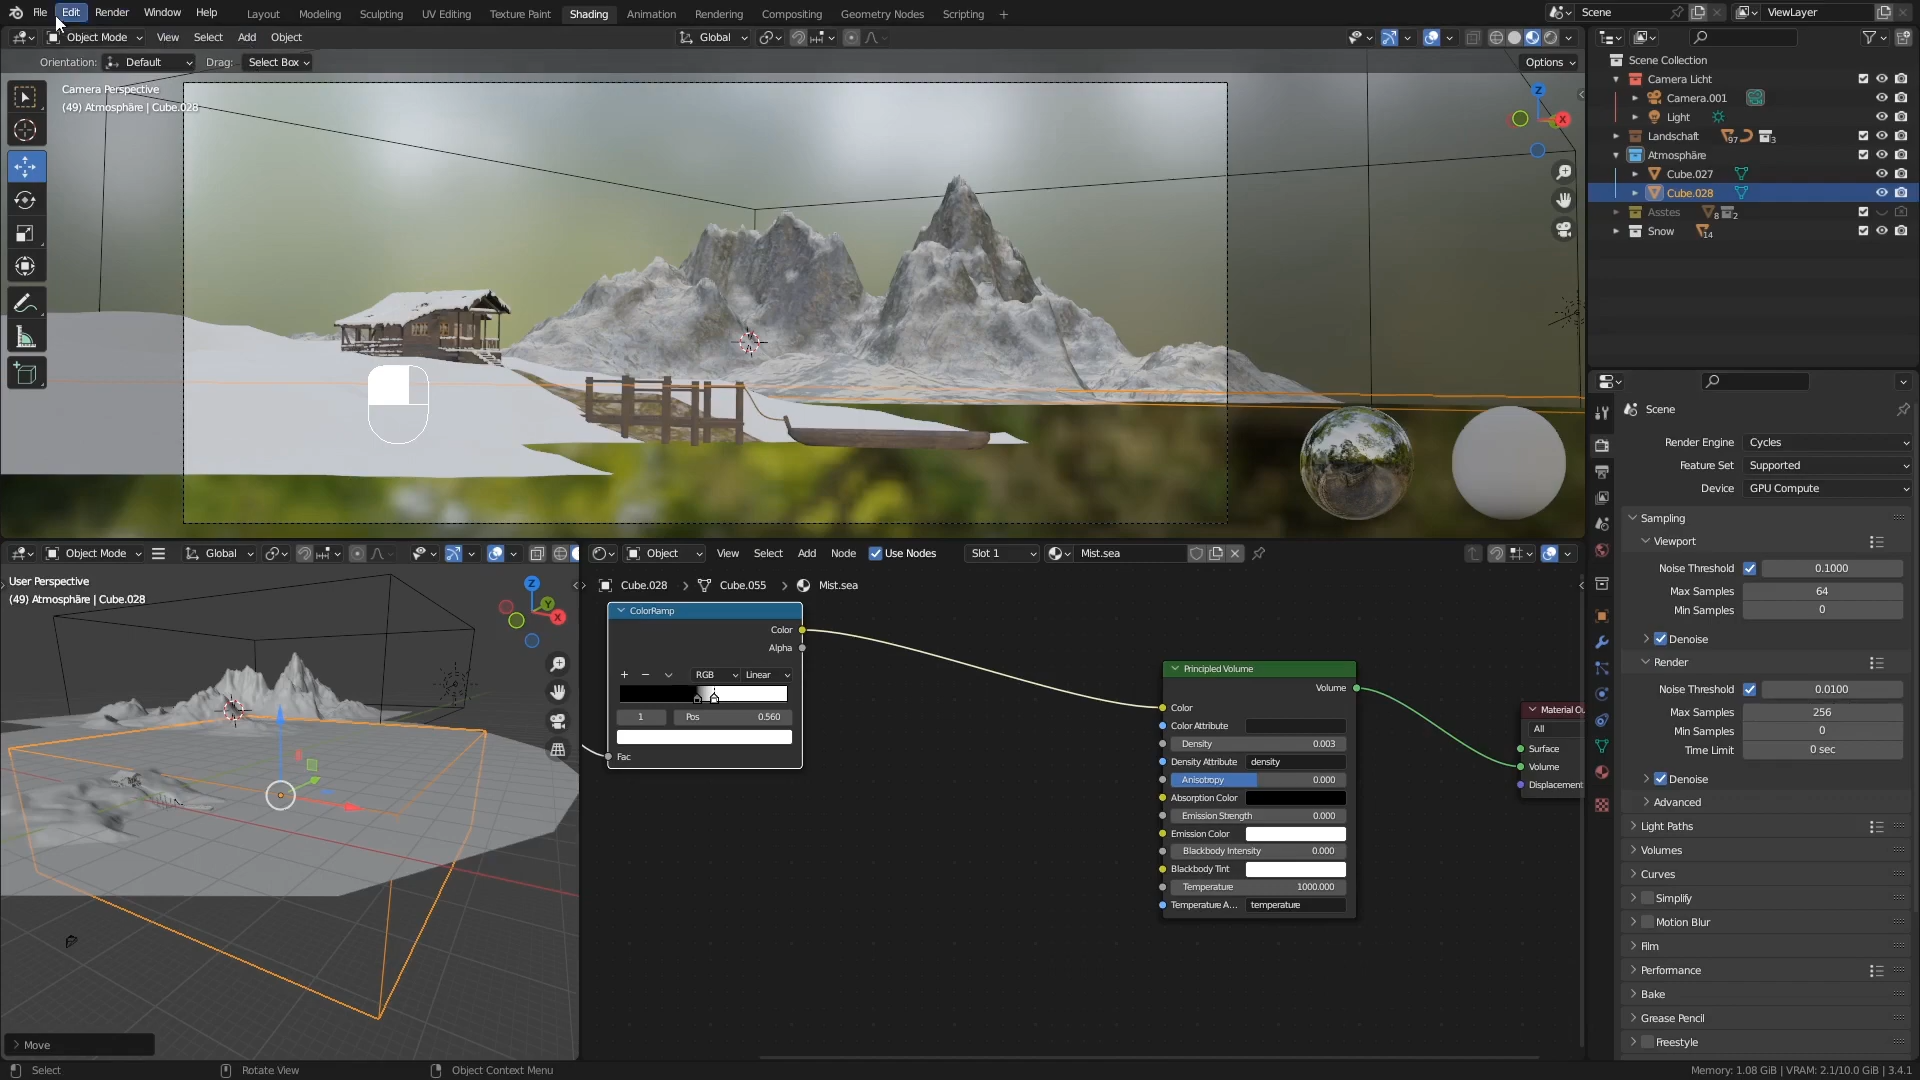 File Edit Render Window Help Layout Modeling Sculpting UV Editing Texture Paint Shading Animation Rendering Compositing Geometry Nodes Scripting + Scene ViewLayer
Object Mode View Select Add Object Global
Orientation: Default Drag: Select Box Options
Camera Perspective
(49) Atmosphäre | Cube.028
Z
X
Scene Collection
Camera Licht
Camera.001
Light
Landschaft 97 3
Atmosphäre
Cube.027
Cube.028
Asstes 8 2
Snow 14
Scene
Render Engine Cycles
Feature Set Supported
Device GPU Compute
Sampling
Viewport
Noise Threshold 0.1000
Max Samples 64
Min Samples 0
Denoise
Render
Noise Threshold 0.0100
Max Samples 256
Min Samples 0
Time Limit 0 sec
Denoise
Advanced
Light Paths
Volumes
Curves
Simplify
Motion Blur
Film
Performance
Bake
Grease Pencil
Freestyle
Object Mode Global
User Perspective
(49) Atmosphäre | Cube.028
Z
Y
X
Move
Object View Select Add Node Use Nodes Slot 1 Mist.sea
Cube.028 Cube.055 Mist.sea
ColorRamp
Color
Alpha
+ − RGB Linear
1 Pos 0.560
Fac
Principled Volume
Volume
Color
Color Attribute
Density 0.003
Density Attribute density
Anisotropy 0.000
Absorption Color
Emission Strength 0.000
Emission Color
Blackbody Intensity 0.000
Blackbody Tint
Temperature 1000.000
Temperature A... temperature
Material Ou
All
Surface
Volume
Displacement
Select Rotate View Object Context Menu Memory: 1.08 GiB | VRAM: 2.1/10.0 GiB | 3.4.1